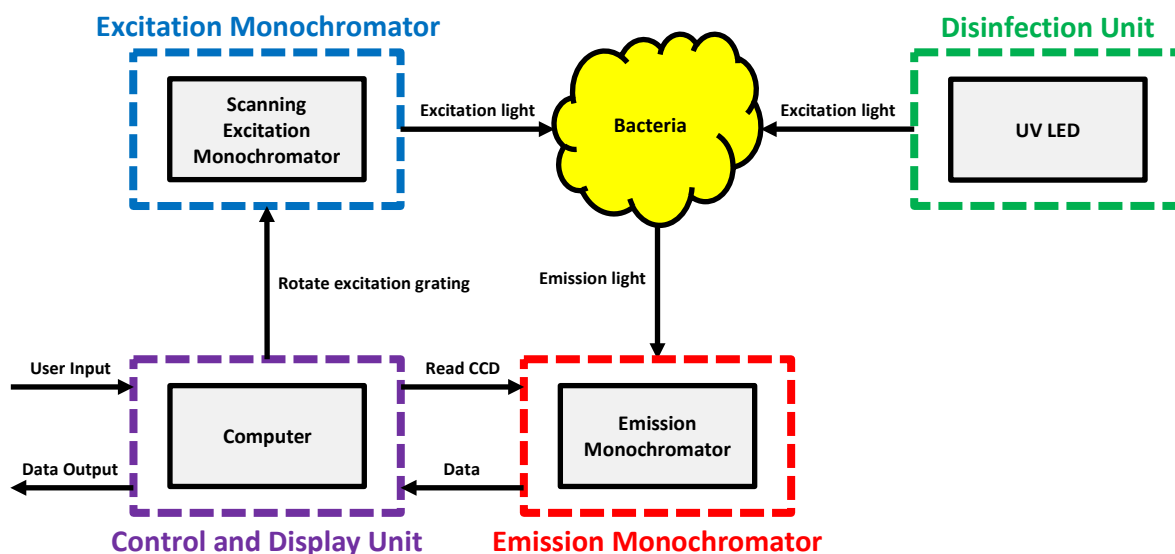 Excitation Monochromator
Disinfection Unit
Scanning
Excitation
Monochromator
Excitation light
Bacteria
Excitation light
UV LED
Rotate excitation grating
Emission light
User Input
Read CCD
Computer
Emission
Monochromator
Data Output
Data
Control and Display Unit
Emission Monochromator